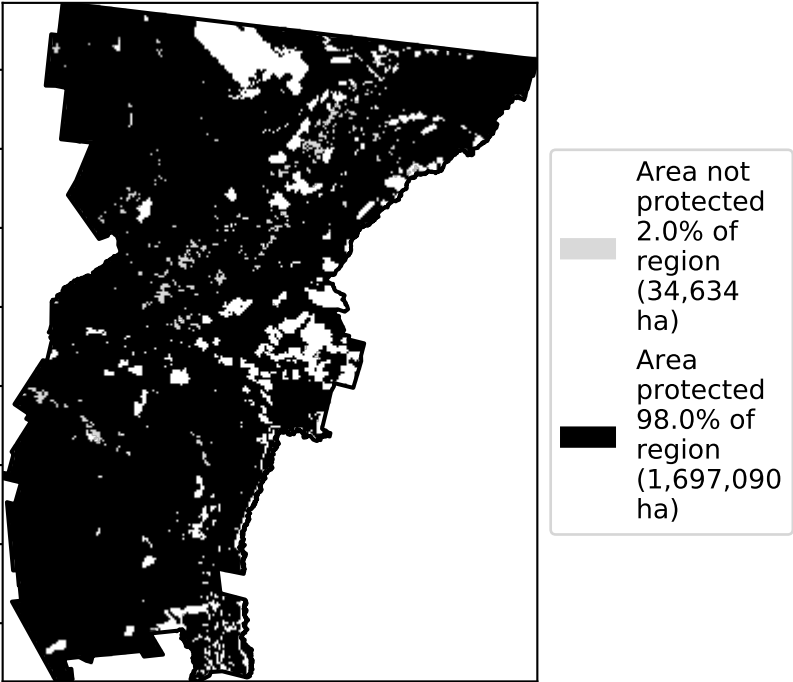 Area not
protected
2.0% of
region
(34,634
ha)
Area
protected
98.0% of
region
(1,697,090
ha)